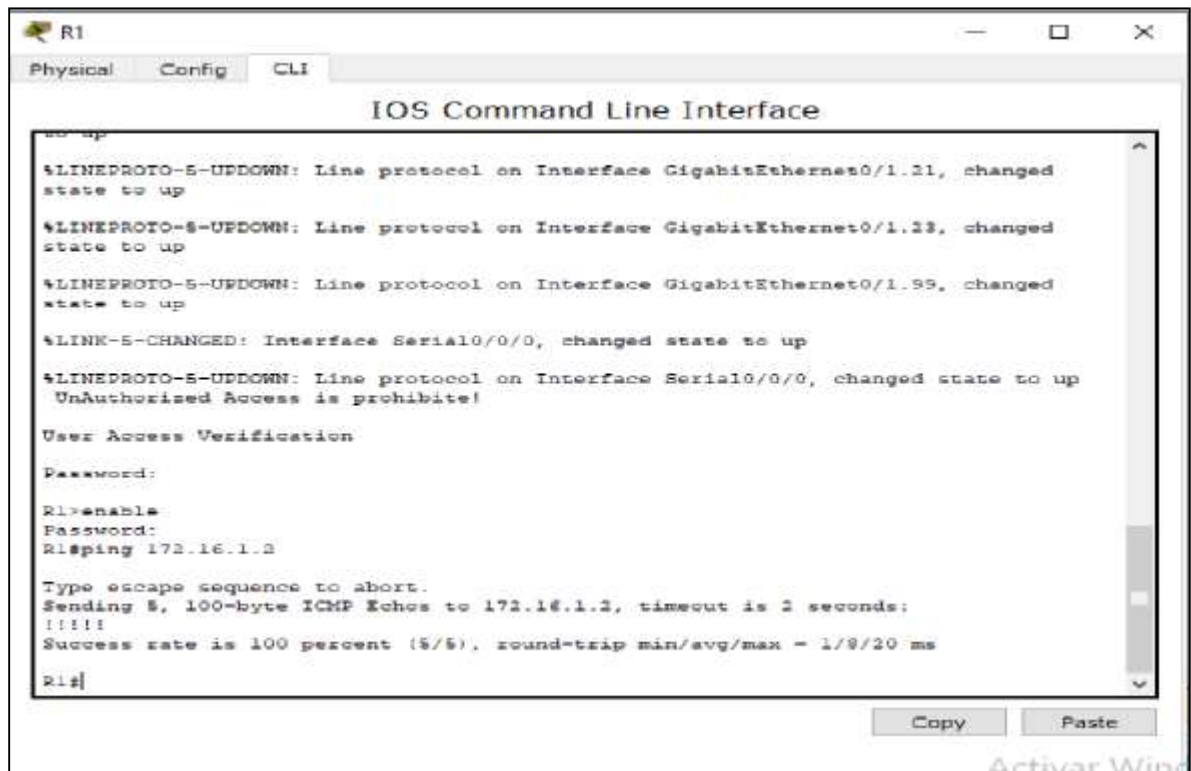 R1
Physical Config CLI
IOS Command Line Interface
to up
%LINEPROTO-5-UPDOWN: Line protocol on Interface GigabitEthernet0/1.21, changed
state to up
%LINEPROTO-5-UPDOWN: Line protocol on Interface GigabitEthernet0/1.23, changed
state to up
%LINEPROTO-5-UPDOWN: Line protocol on Interface GigabitEthernet0/1.99, changed
state to up
%LINK-5-CHANGED: Interface Serial0/0/0, changed state to up
%LINEPROTO-5-UPDOWN: Line protocol on Interface Serial0/0/0, changed state to up
UnAuthorized Access is prohibite!
User Access Verification
Password:
R1>enable
Password:
R1#ping 172.16.1.2
Type escape sequence to abort.
Sending 5, 100-byte ICMP Echos to 172.16.1.2, timeout is 2 seconds:
!!!!!
Success rate is 100 percent (5/5), round-trip min/avg/max = 1/8/20 ms
R1#
Copy Paste
Activar Wind